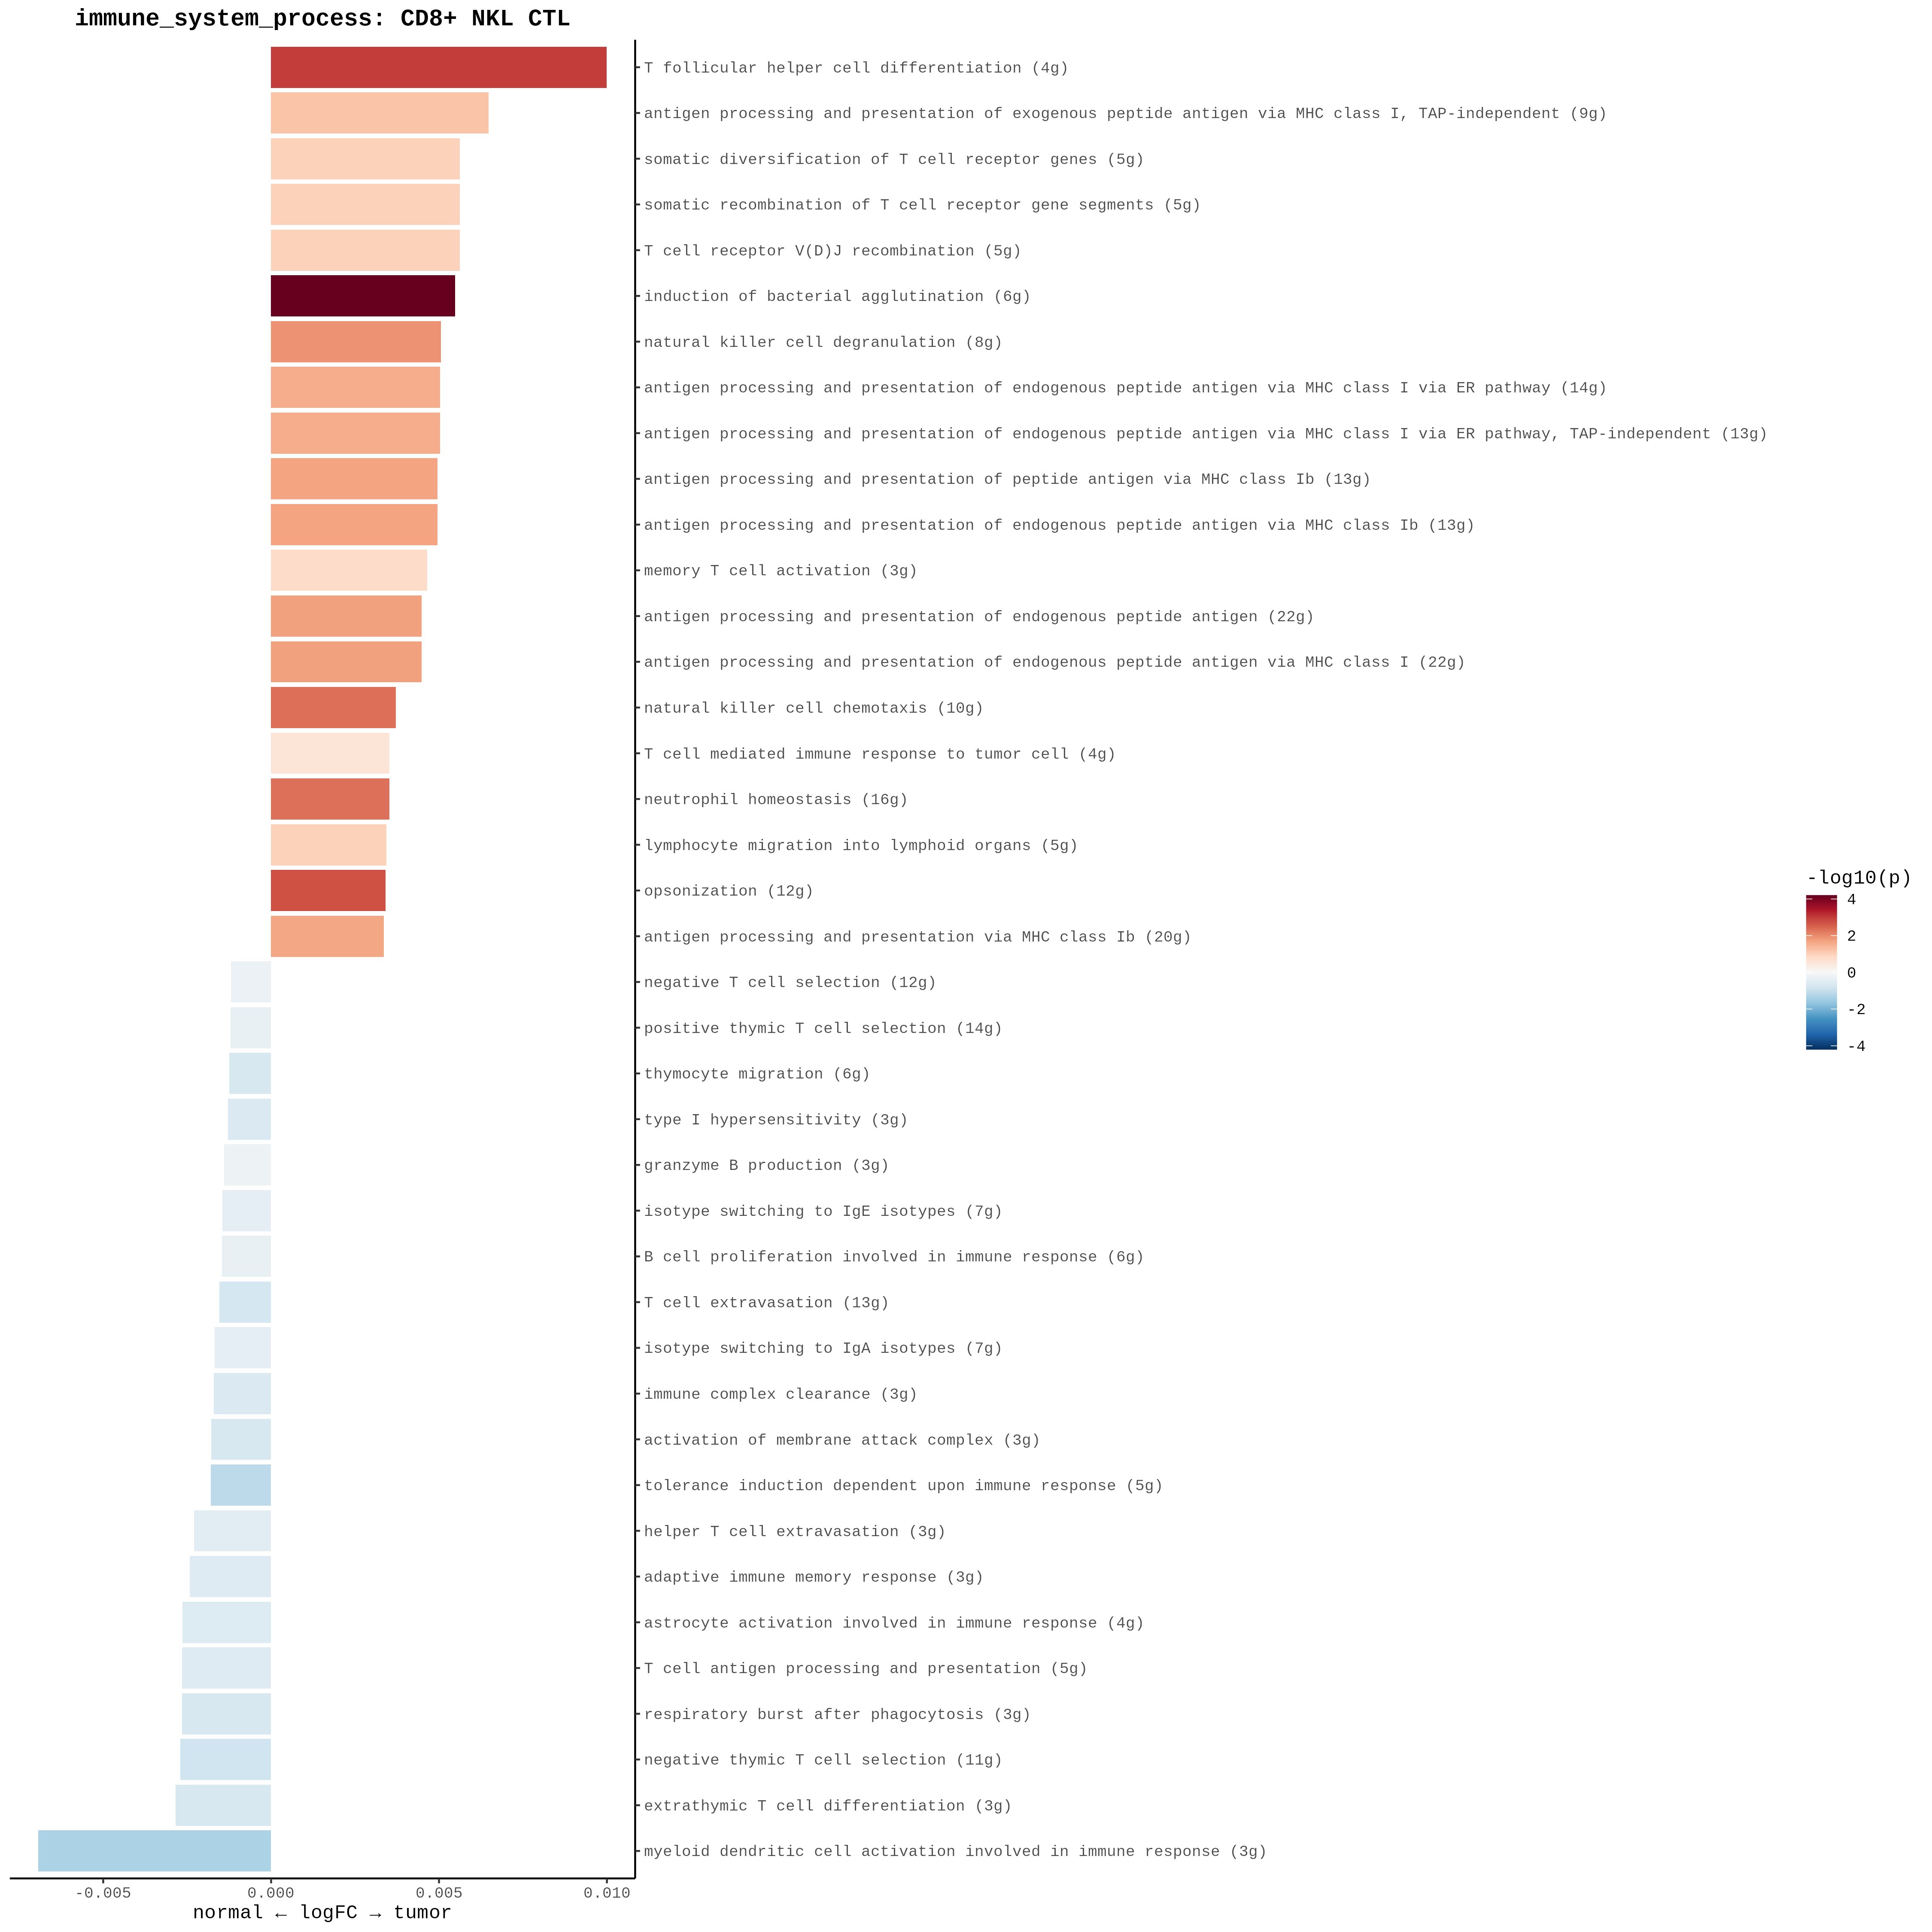 immune_system_process: CD8+ NKL CTL
T follicular helper cell differentiation (4g)
antigen processing and presentation of exogenous peptide antigen via MHC class I, TAP-independent (9g)
somatic diversification of T cell receptor genes (5g)
somatic recombination of T cell receptor gene segments (5g)
T cell receptor V(D)J recombination (5g)
induction of bacterial agglutination (6g)
natural killer cell degranulation (8g)
antigen processing and presentation of endogenous peptide antigen via MHC class I via ER pathway (14g)
antigen processing and presentation of endogenous peptide antigen via MHC class I via ER pathway, TAP-independent (13g)
antigen processing and presentation of peptide antigen via MHC class Ib (13g)
antigen processing and presentation of endogenous peptide antigen via MHC class Ib (13g)
memory T cell activation (3g)
antigen processing and presentation of endogenous peptide antigen (22g)
antigen processing and presentation of endogenous peptide antigen via MHC class I (22g)
natural killer cell chemotaxis (10g)
T cell mediated immune response to tumor cell (4g)
neutrophil homeostasis (16g)
lymphocyte migration into lymphoid organs (5g)
opsonization (12g)
antigen processing and presentation via MHC class Ib (20g)
negative T cell selection (12g)
positive thymic T cell selection (14g)
thymocyte migration (6g)
type I hypersensitivity (3g)
granzyme B production (3g)
isotype switching to IgE isotypes (7g)
B cell proliferation involved in immune response (6g)
T cell extravasation (13g)
isotype switching to IgA isotypes (7g)
immune complex clearance (3g)
activation of membrane attack complex (3g)
tolerance induction dependent upon immune response (5g)
helper T cell extravasation (3g)
adaptive immune memory response (3g)
astrocyte activation involved in immune response (4g)
T cell antigen processing and presentation (5g)
respiratory burst after phagocytosis (3g)
negative thymic T cell selection (11g)
extrathymic T cell differentiation (3g)
myeloid dendritic cell activation involved in immune response (3g)
-0.005 0.000 0.005 0.010
normal ← logFC → tumor
-log10(p)
4
2
0
-2
-4